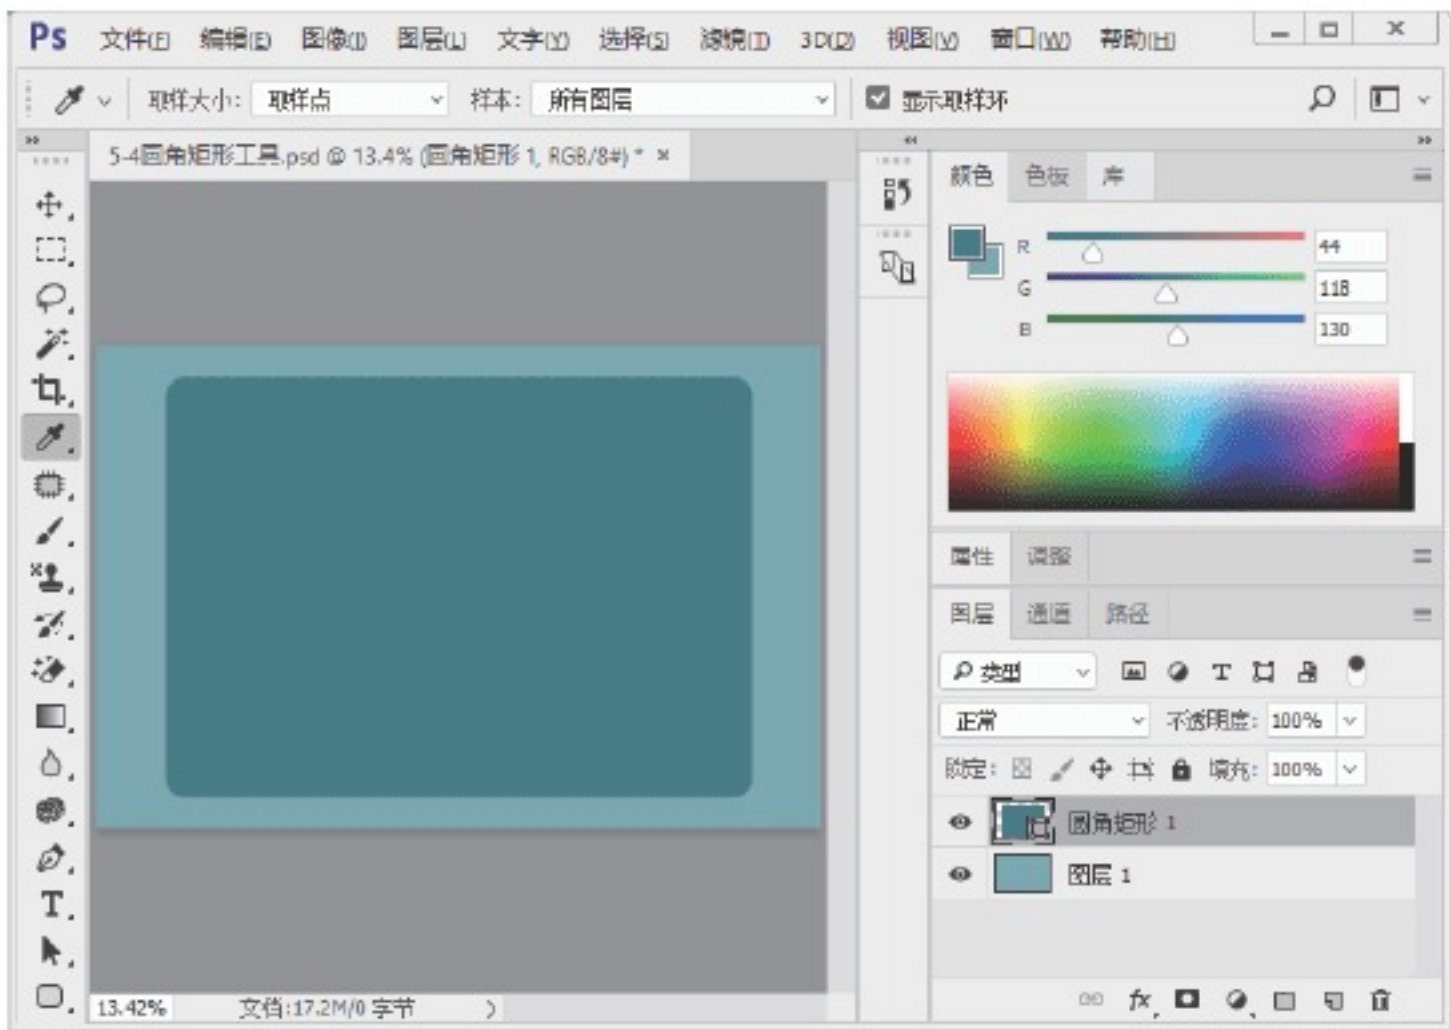 Ps 文件(F) 编辑(E) 图像(I) 图层(L) 文字(Y) 选择(S) 滤镜(T) 3D(D) 视图(V) 窗口(W) 帮助(H)
取样大小: 取样点 样本: 所有图层 显示取样环
5-4圆角矩形工具.psd @ 13.4% (圆角矩形 1, RGB/8#) *
颜色 色板 库
R 44
G 118
B 130
属性 调整
图层 通道 路径
类型
正常 不透明度: 100%
锁定: 填充: 100%
圆角矩形 1
图层 1
fx
13.42% 文档:17.2M/0 字节